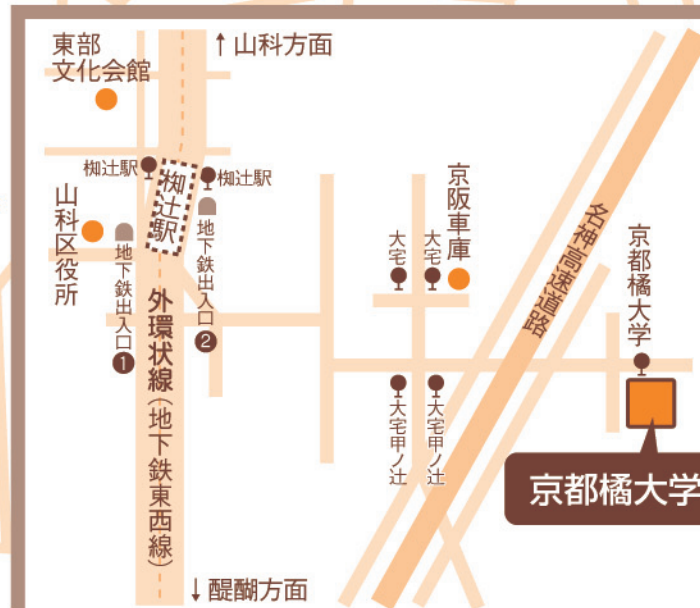 東部
文化会館
↑山科方面
椥辻駅
椥辻駅
椥辻駅
山科区役所
地下鉄出入口❶
地下鉄出入口❷
外環状線(地下鉄東西線)
↓醍醐方面
大宅
大宅
京阪車庫
大宅甲ノ辻
大宅甲ノ辻
名神高速道路
京都橘大学
京都橘大学